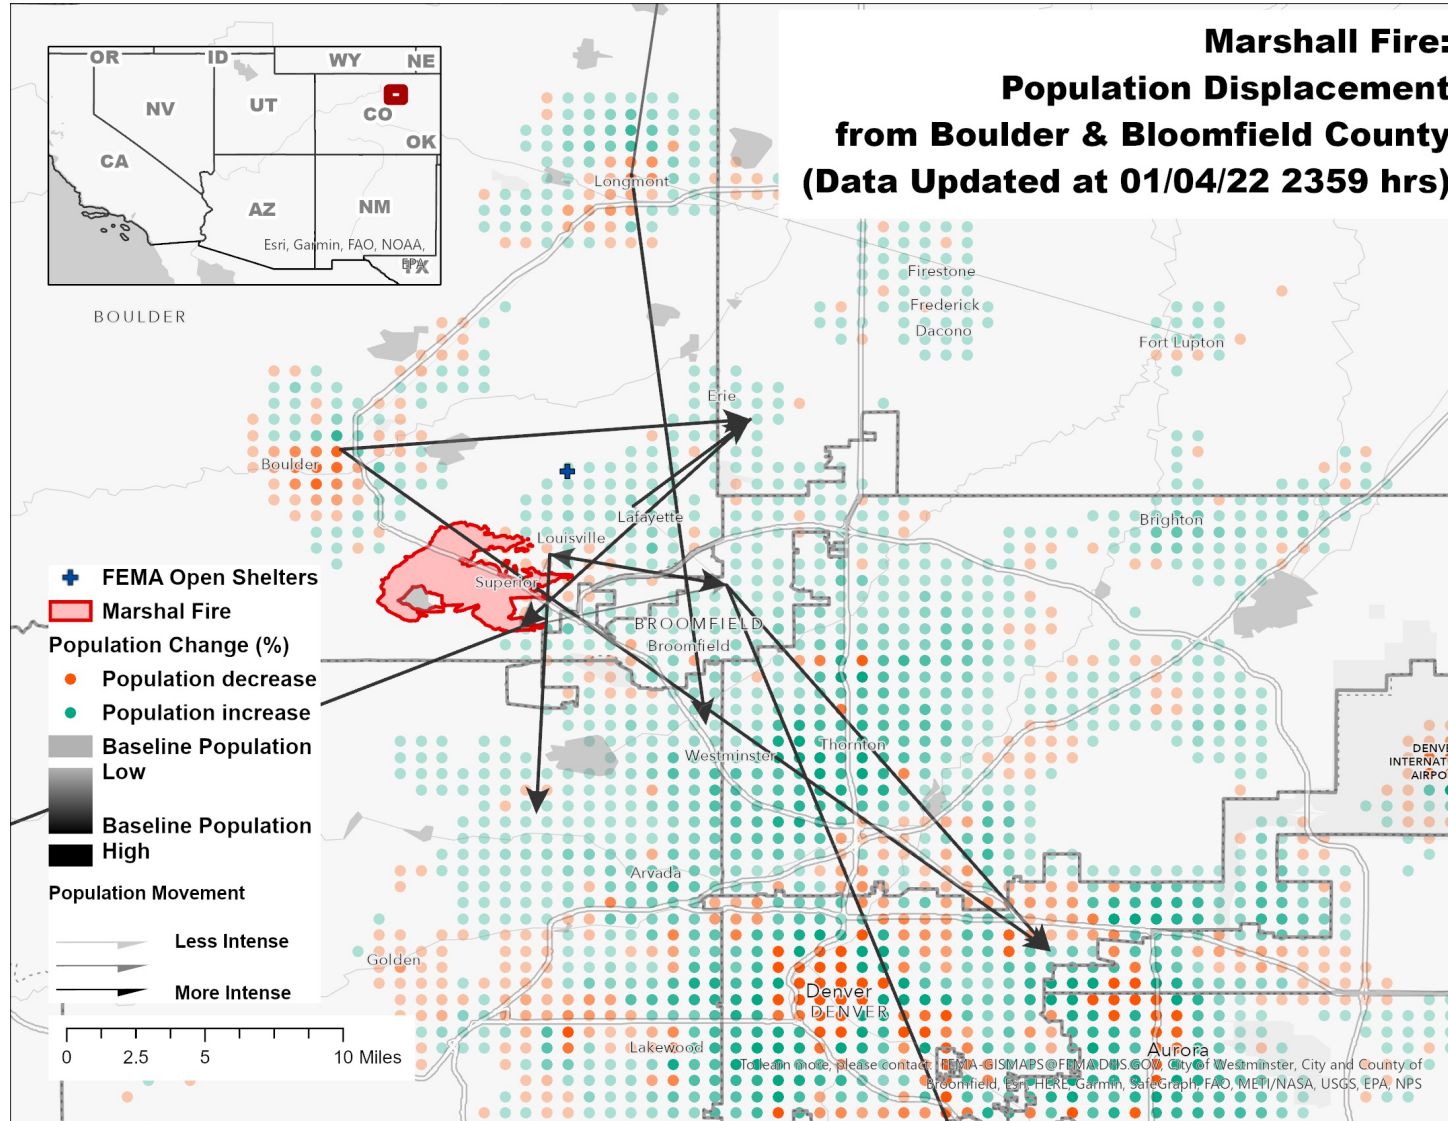 Marshall Fire:
Population Displacement
from Boulder & Bloomfield County
(Data Updated at 01/04/22 2359 hrs)
OR
ID
WY
NE
NV
UT
CO
CA
OK
AZ
NM
TX
Esri, Garmin, FAO, NOAA,
EPA
BOULDER
Longmont
Firestone
Frederick
Dacono
Fort Lupton
Erie
Boulder
Lafayette
Brighton
Louisville
Superior
BROOMFIELD
Broomfield
Westminster
Thornton
DENVE
INTERNAT
AIRPO
Arvada
Golden
Denver
DENVER
Lakewood
Aurora
FEMA Open Shelters
Marshal Fire
Population Change (%)
Population decrease
Population increase
Baseline Population
Low
Baseline Population
High
Population Movement
Less Intense
More Intense
0 2.5 5 10 Miles
To learn more, please contact: FEMA-GISMAPS@FEMA.DHS.GOV, City of Westminster, City and County of
Broomfield, Esri, HERE, Garmin, SafeGraph, FAO, METI/NASA, USGS, EPA, NPS